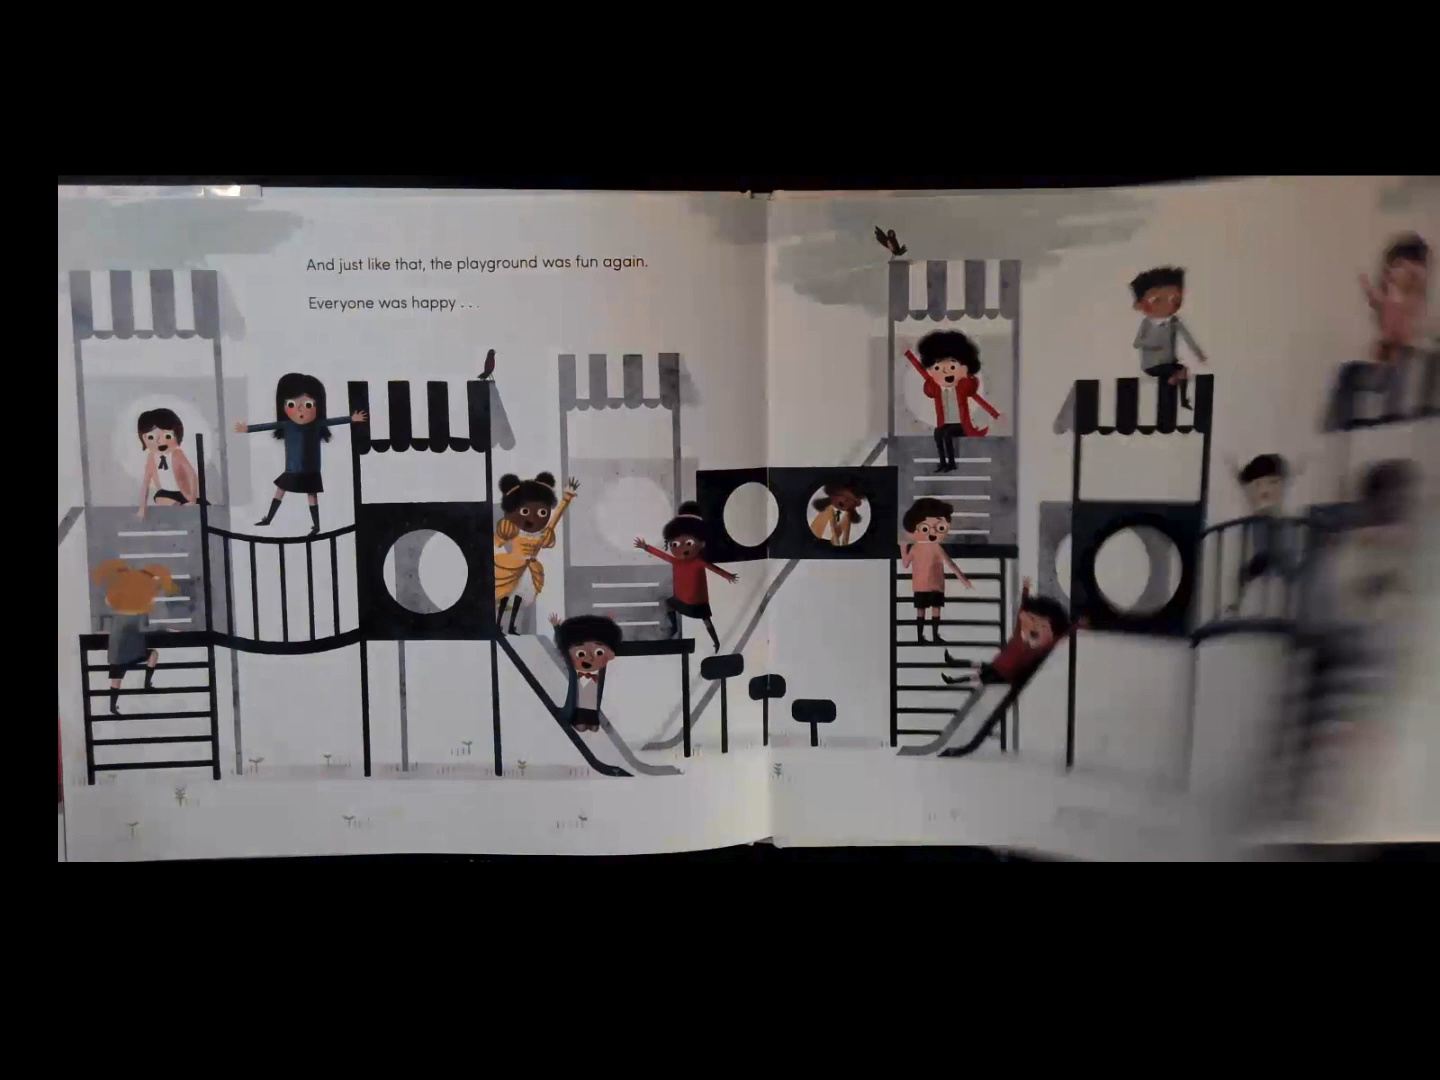 And just like that, the playground was fun again.
Everyone was happy . . .